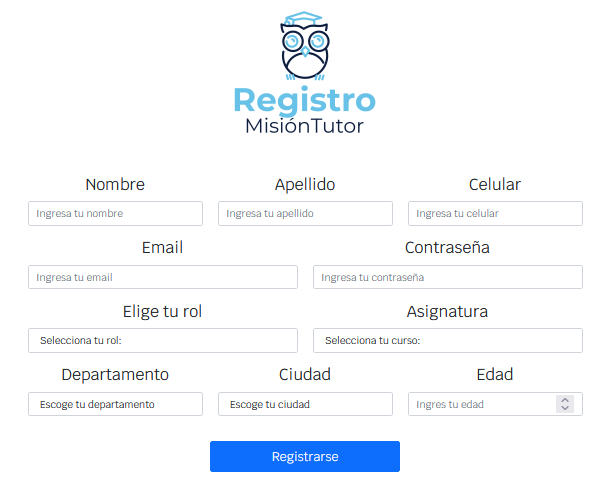 Registro
MisiónTutor
Nombre Apellido Celular
Ingresa tu nombre Ingresa tu apellido Ingresa tu celular
Email Contraseña
Ingresa tu email Ingresa tu contraseña
Elige tu rol Asignatura
Selecciona tu rol: Selecciona tu curso:
Departamento Ciudad Edad
Escoge tu departamento Escoge tu ciudad Ingres tu edad
Registrarse